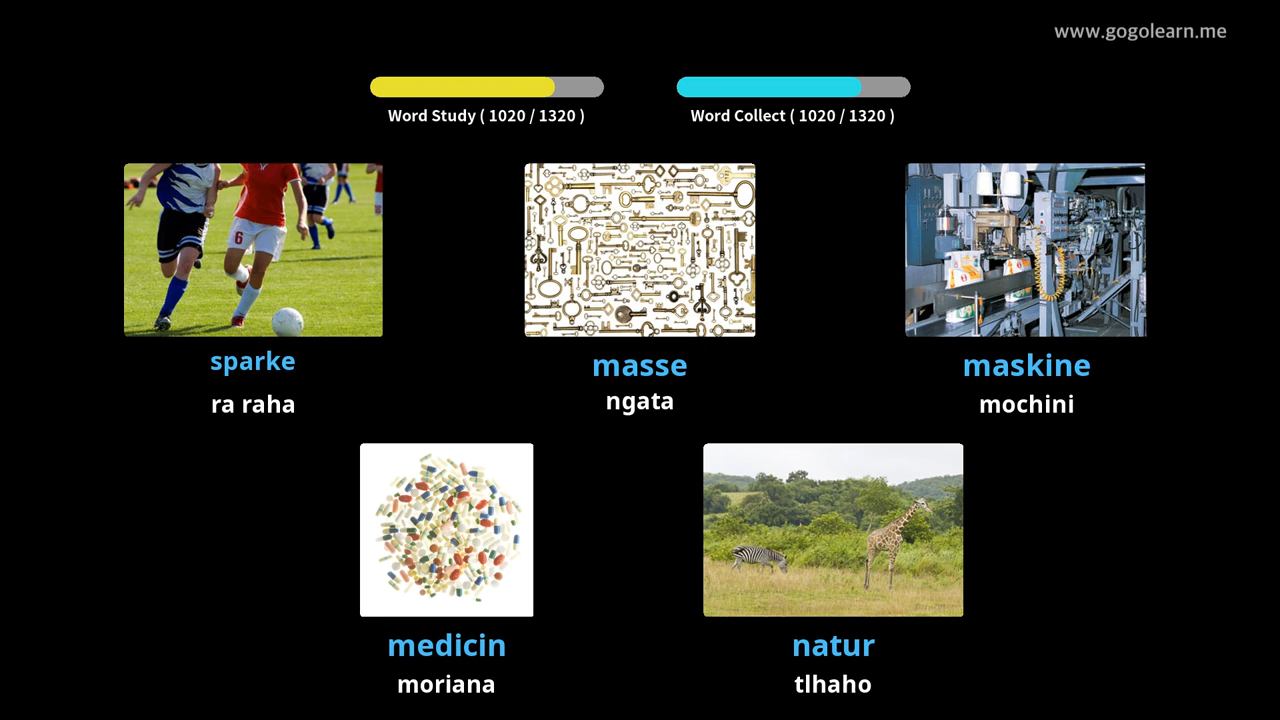 www.gogolearn.me
Word Study ( 1020 / 1320 )
Word Collect ( 1020 / 1320 )
sparke
ra raha
masse
ngata
maskine
mochini
medicin
moriana
natur
tlhaho